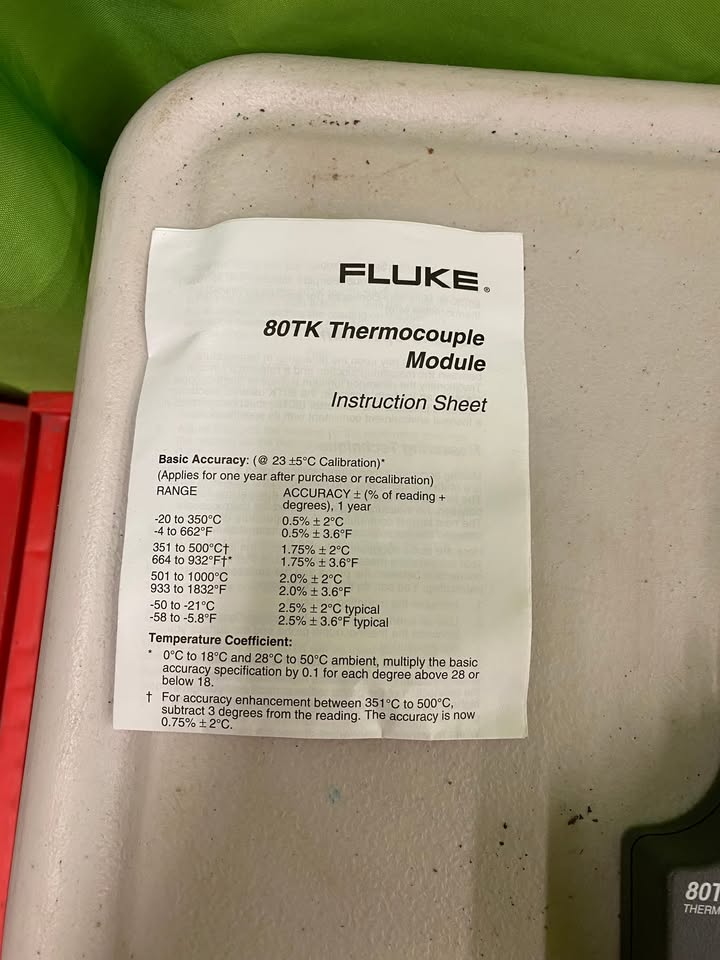 FLUKE®
80TK Thermocouple
Module
Instruction Sheet
Basic Accuracy: (@ 23 ±5°C Calibration)*
(Applies for one year after purchase or recalibration)
RANGE ACCURACY ± (% of reading +
degrees), 1 year
-20 to 350°C 0.5% ± 2°C
-4 to 662°F 0.5% ± 3.6°F
351 to 500°C† 1.75% ± 2°C
664 to 932°F†* 1.75% ± 3.6°F
501 to 1000°C 2.0% ± 2°C
933 to 1832°F 2.0% ± 3.6°F
-50 to -21°C 2.5% ± 2°C typical
-58 to -5.8°F 2.5% ± 3.6°F typical
Temperature Coefficient:
* 0°C to 18°C and 28°C to 50°C ambient, multiply the basic
accuracy specification by 0.1 for each degree above 28 or
below 18.
† For accuracy enhancement between 351°C to 500°C,
subtract 3 degrees from the reading. The accuracy is now
0.75% ± 2°C.
80T
THERM